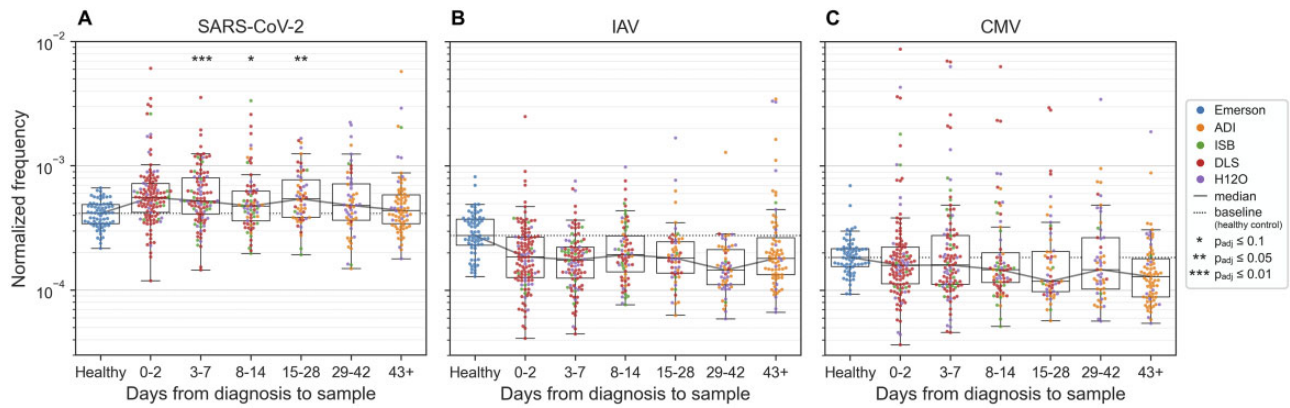 A SARS-CoV-2
B IAV
C CMV
10⁻²
10⁻³
10⁻⁴
Normalized frequency
*** * **
Healthy 0-2 3-7 8-14 15-28 29-42 43+
Healthy 0-2 3-7 8-14 15-28 29-42 43+
Healthy 0-2 3-7 8-14 15-28 29-42 43+
Days from diagnosis to sample
Days from diagnosis to sample
Days from diagnosis to sample
Emerson
ADI
ISB
DLS
H12O
median
baseline
(healthy control)
* padj ≤ 0.1
** padj ≤ 0.05
*** padj ≤ 0.01